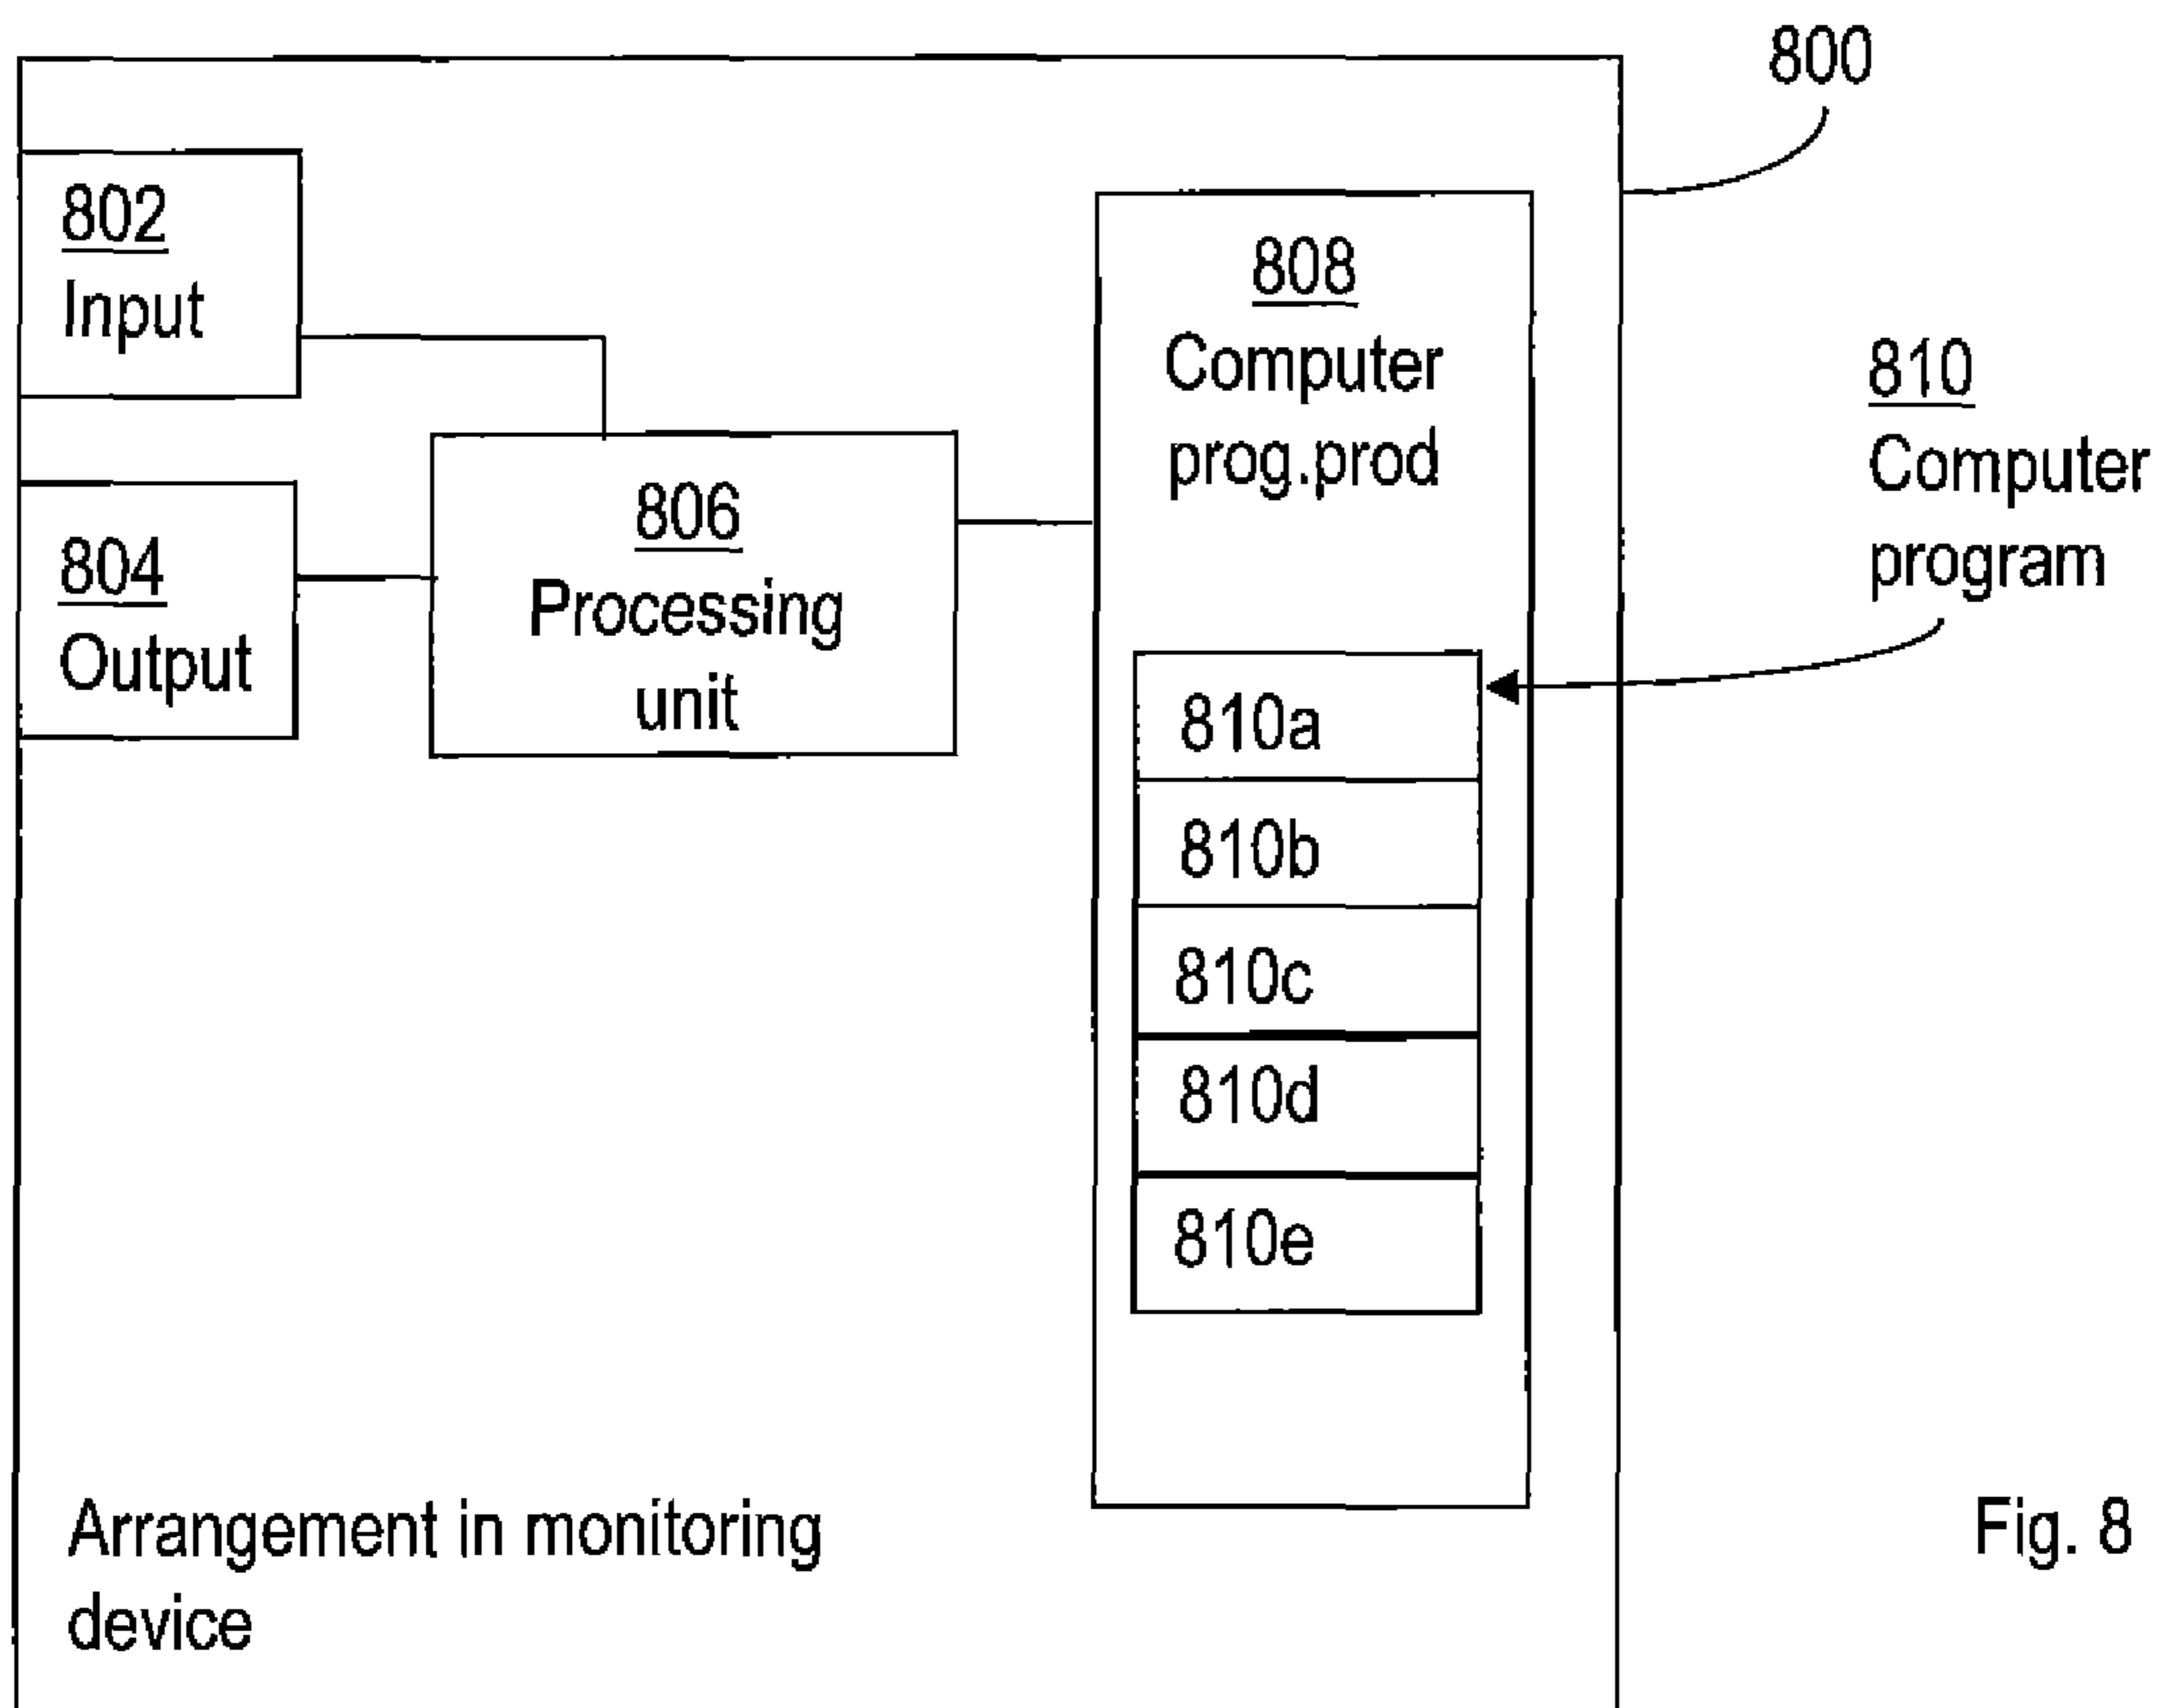 800
802
Input
804
Output
806
Processing
unit
808
Computer
prog.prod
810
Computer
program
810a
810b
810c
810d
810e
Arrangement in monitoring
device
Fig. 8